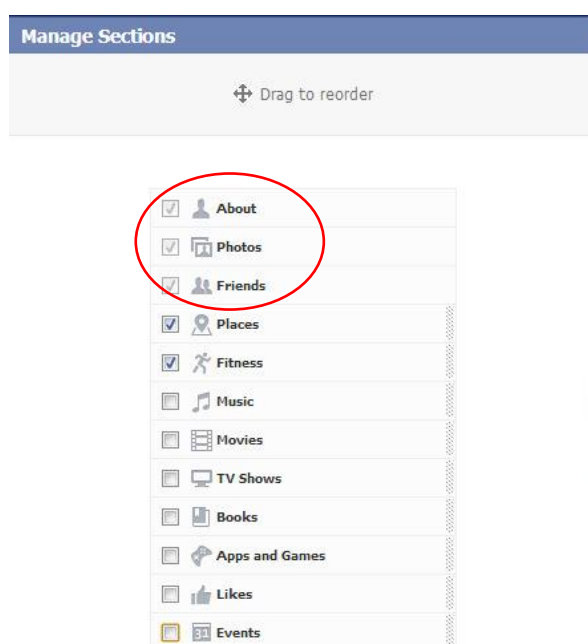 Manage Sections
Drag to reorder
About
Photos
Friends
Places
Fitness
Music
Movies
TV Shows
Books
Apps and Games
Likes
31 Events